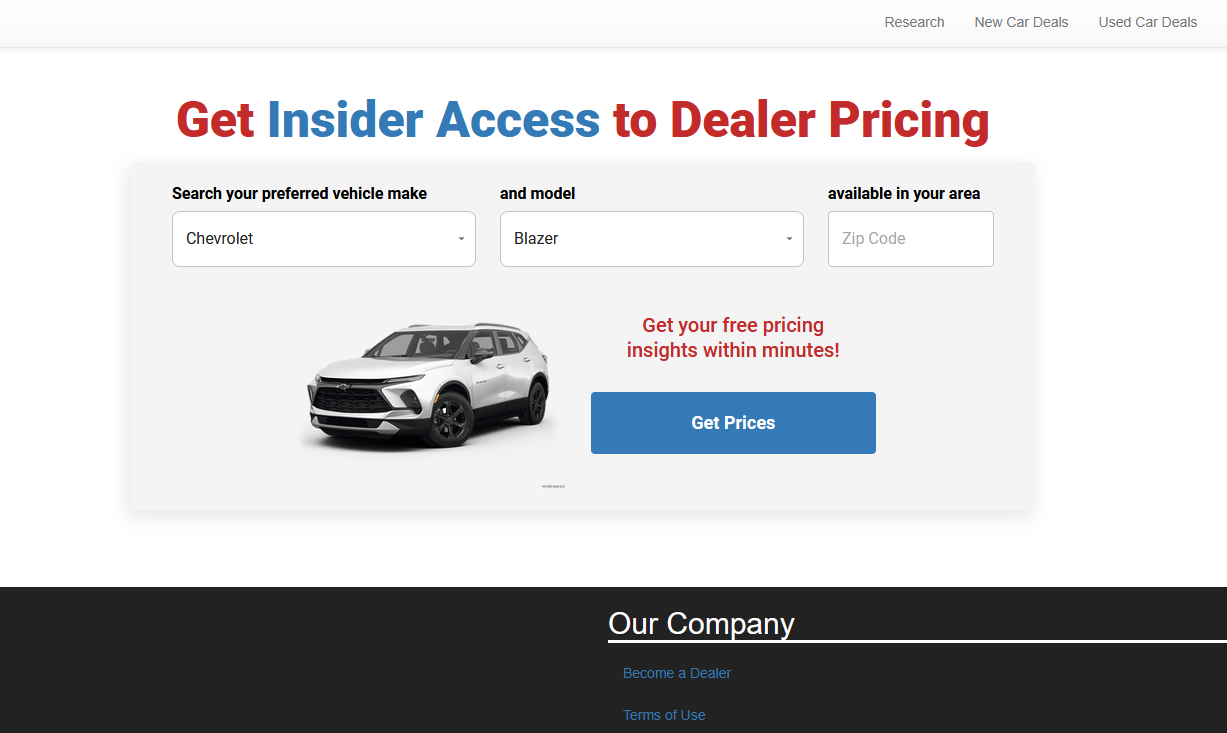 Research New Car Deals Used Car Deals
Get Insider Access to Dealer Pricing
Search your preferred vehicle make and model available in your area
Chevrolet Blazer Zip Code
Get your free pricing
insights within minutes!
Get Prices
Our Company
Become a Dealer
Terms of Use